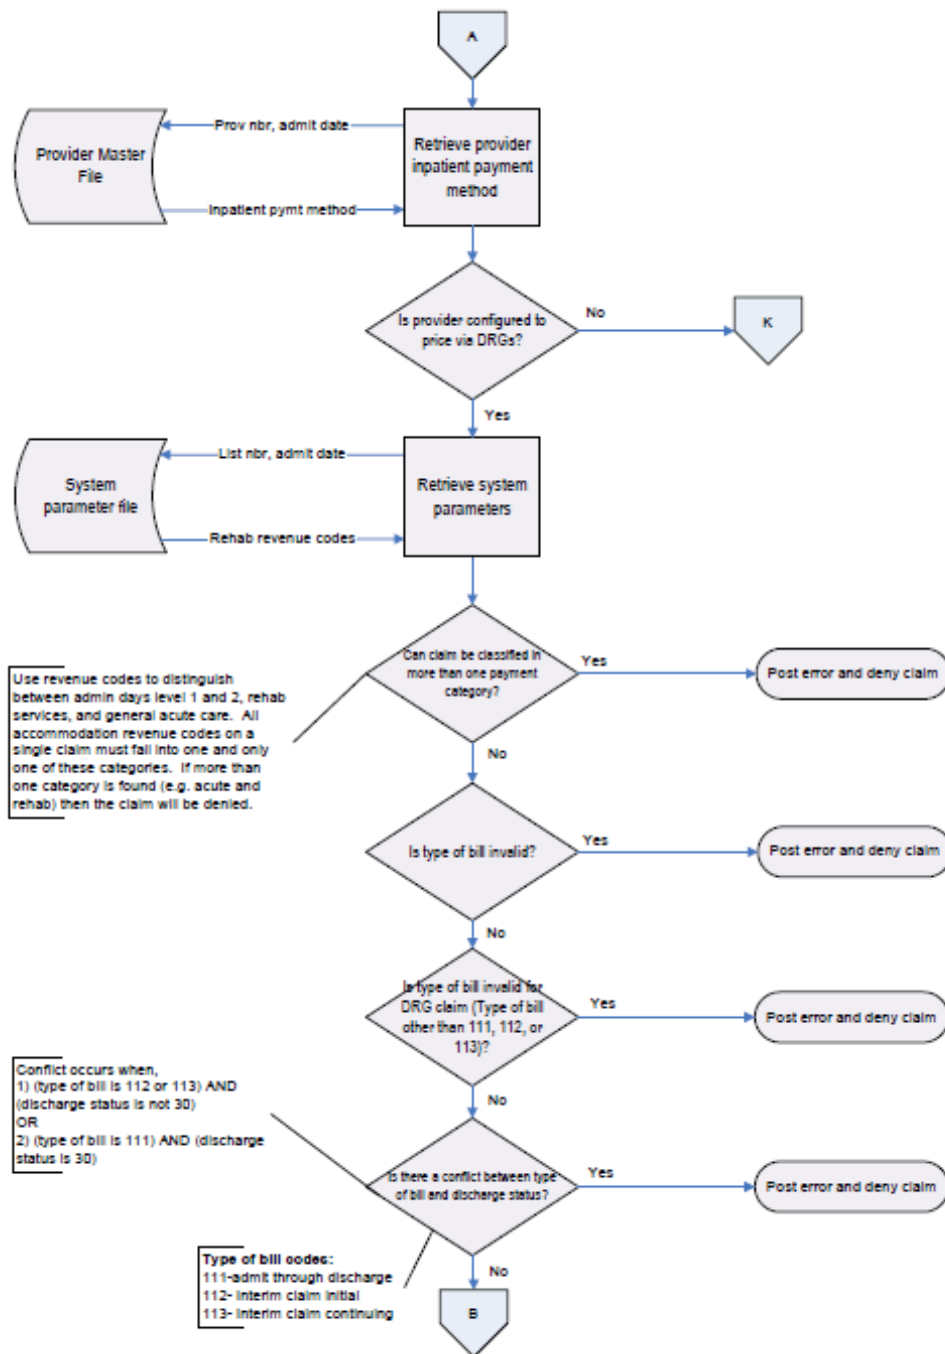 A
Prov nbr, admit date
Provider Master
File
Retrieve provider
inpatient payment
method
Inpatient pymt method
Is provider configured to
price via DRGs?
No
K
Yes
List nbr, admit date
System
parameter file
Retrieve system
parameters
Rehab revenue codes
Can claim be classified in
more than one payment
category?
Yes
Post error and deny claim
Use revenue codes to distinguish
between admin days level 1 and 2, rehab
services, and general acute care. All
accommodation revenue codes on a
single claim must fall into one and only
one of these categories. If more than
one category is found (e.g. acute and
rehab) then the claim will be denied.
No
Is type of bill invalid?
Yes
Post error and deny claim
No
Is type of bill invalid for
DRG claim (Type of bill
other than 111, 112, or
113)?
Yes
Post error and deny claim
Conflict occurs when,
1) (type of bill is 112 or 113) AND
(discharge status is not 30)
OR
2) (type of bill is 111) AND (discharge
status is 30)
No
Is there a conflict between type
of bill and discharge status?
Yes
Post error and deny claim
Type of bill codes:
111-admit through discharge
112- interim claim initial
113- interim claim continuing
No
B